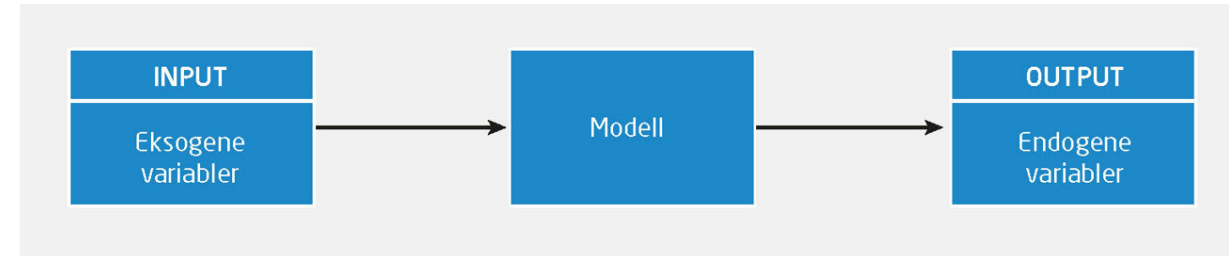 INPUT
Eksogene
variabler
Modell
OUTPUT
Endogene
variabler